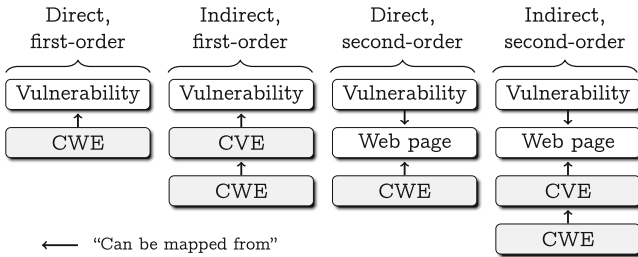 Direct,
first-order
Vulnerability
CWE
Indirect,
first-order
Vulnerability
CVE
CWE
Direct,
second-order
Vulnerability
Web page
CWE
Indirect,
second-order
Vulnerability
Web page
CVE
CWE
“Can be mapped from”